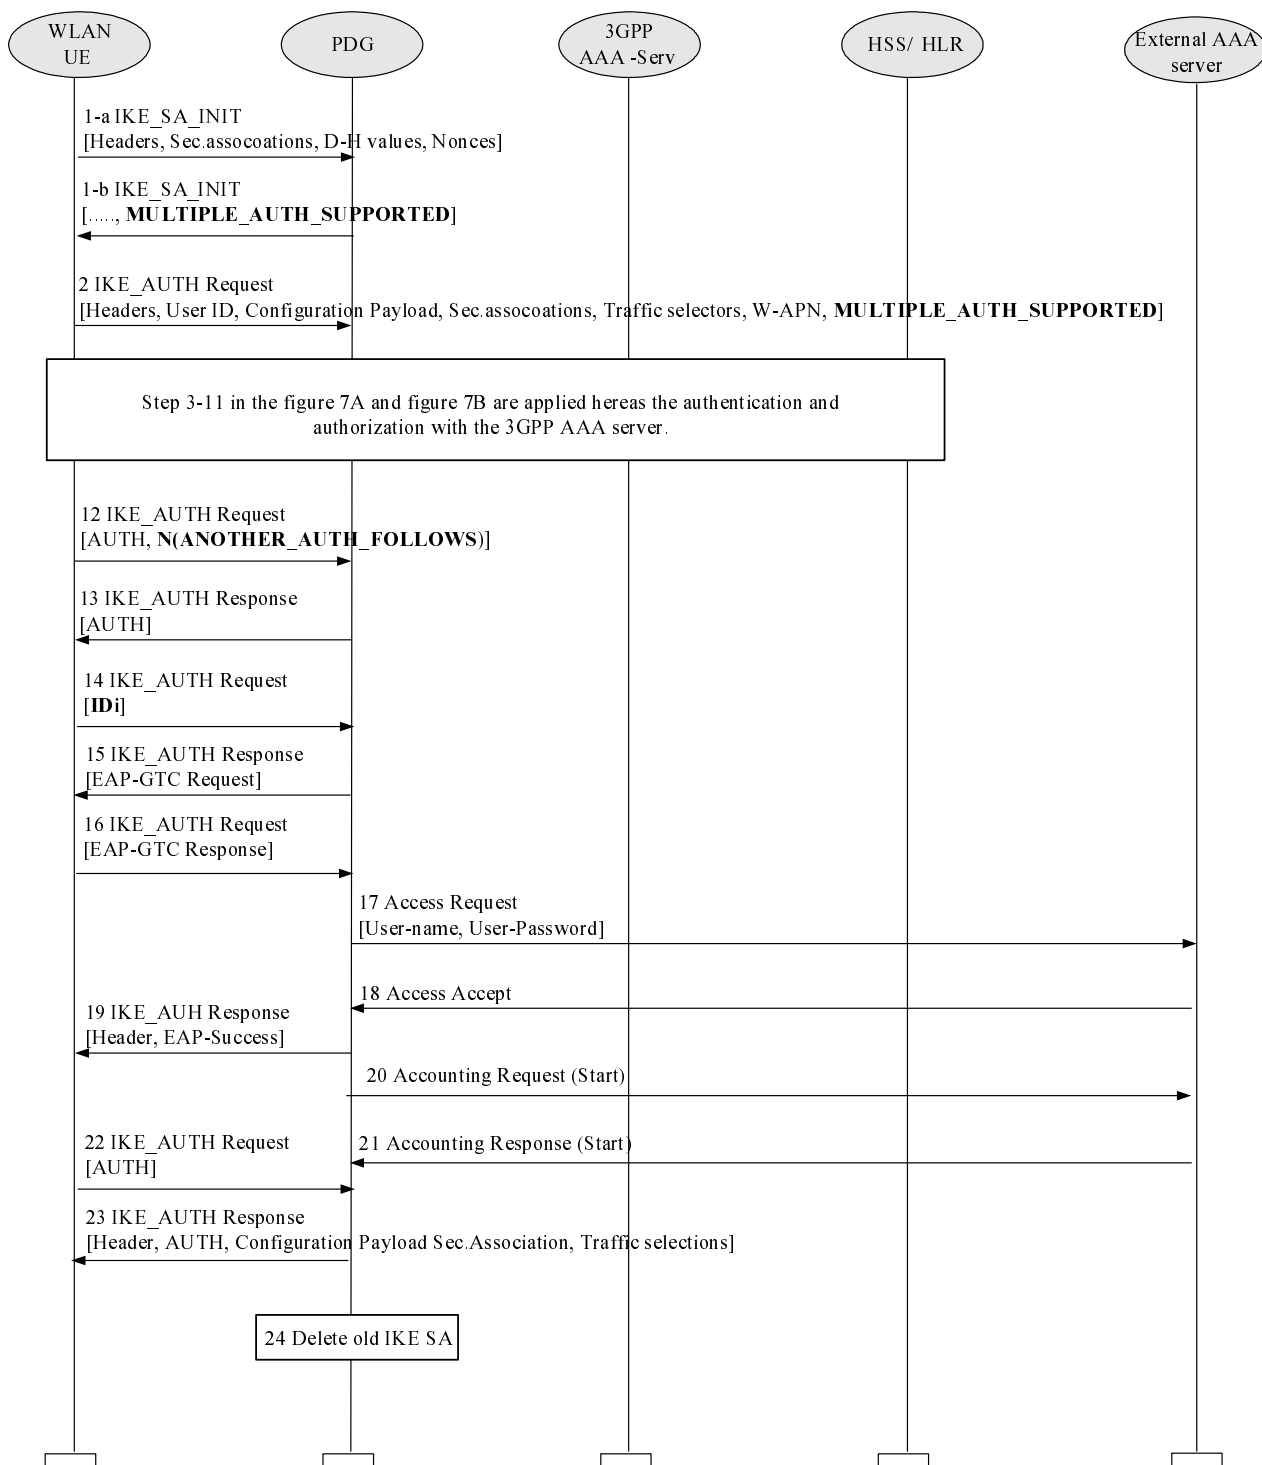 WLAN
UE
PDG
3GPP
AAA -Serv
HSS/ HLR
External AAA
server
1-a IKE_SA_INIT
[Headers, Sec.assocoations, D-H values, Nonces]
1-b IKE_SA_INIT
[....., MULTIPLE_AUTH_SUPPORTED]
2 IKE_AUTH Request
[Headers, User ID, Configuration Payload, Sec.assocoations, Traffic selectors, W-APN, MULTIPLE_AUTH_SUPPORTED]
Step 3-11 in the figure 7A and figure 7B are applied hereas the authentication and
authorization with the 3GPP AAA server.
12 IKE_AUTH Request
[AUTH, N(ANOTHER_AUTH_FOLLOWS)]
13 IKE_AUTH Response
[AUTH]
14 IKE_AUTH Request
[IDi]
15 IKE_AUTH Response
[EAP-GTC Request]
16 IKE_AUTH Request
[EAP-GTC Response]
17 Access Request
[User-name, User-Password]
18 Access Accept
19 IKE_AUH Response
[Header, EAP-Success]
20 Accounting Request (Start)
22 IKE_AUTH Request
[AUTH]
21 Accounting Response (Start)
23 IKE_AUTH Response
[Header, AUTH, Configuration Payload Sec.Association, Traffic selections]
24 Delete old IKE SA